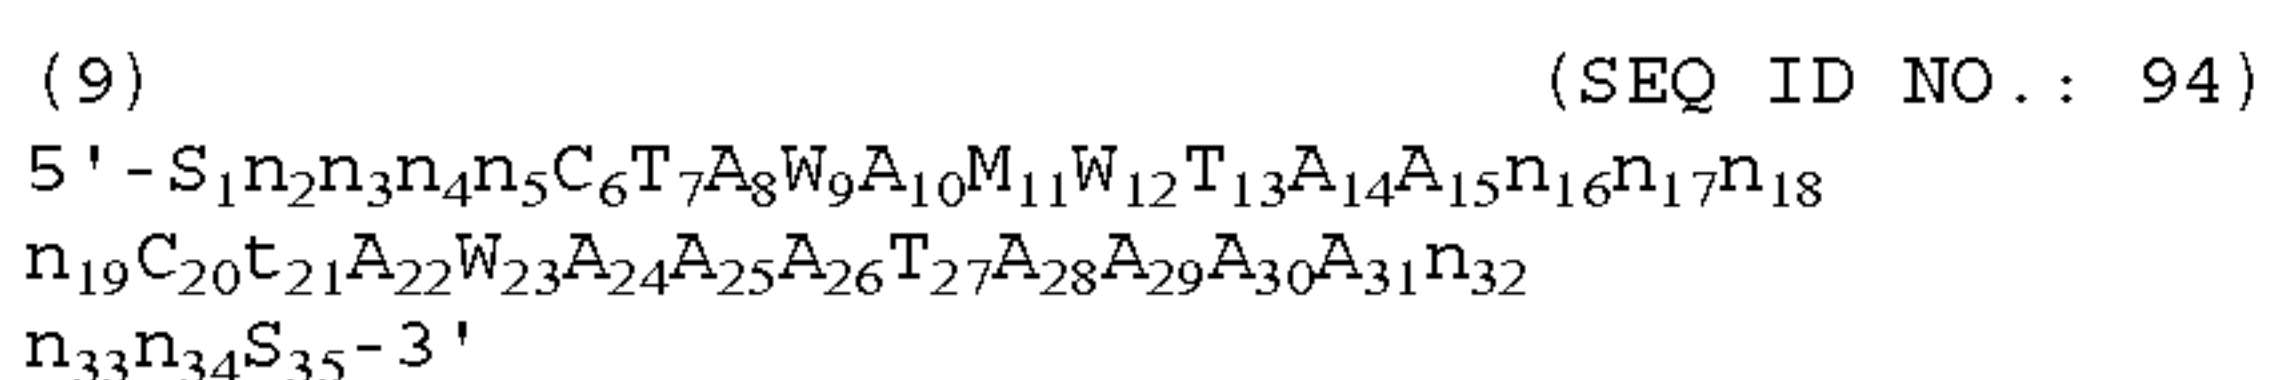 (9) (SEQ ID NO.: 94)
5'-S₁n₂n₃n₄n₅C₆T₇A₈W₉A₁₀M₁₁W₁₂T₁₃A₁₄A₁₅n₁₆n₁₇n₁₈
n₁₉C₂₀t₂₁A₂₂W₂₃A₂₄A₂₅A₂₆T₂₇A₂₈A₂₉A₃₀A₃₁n₃₂
n₃₃n₃₄S₃₅-3'